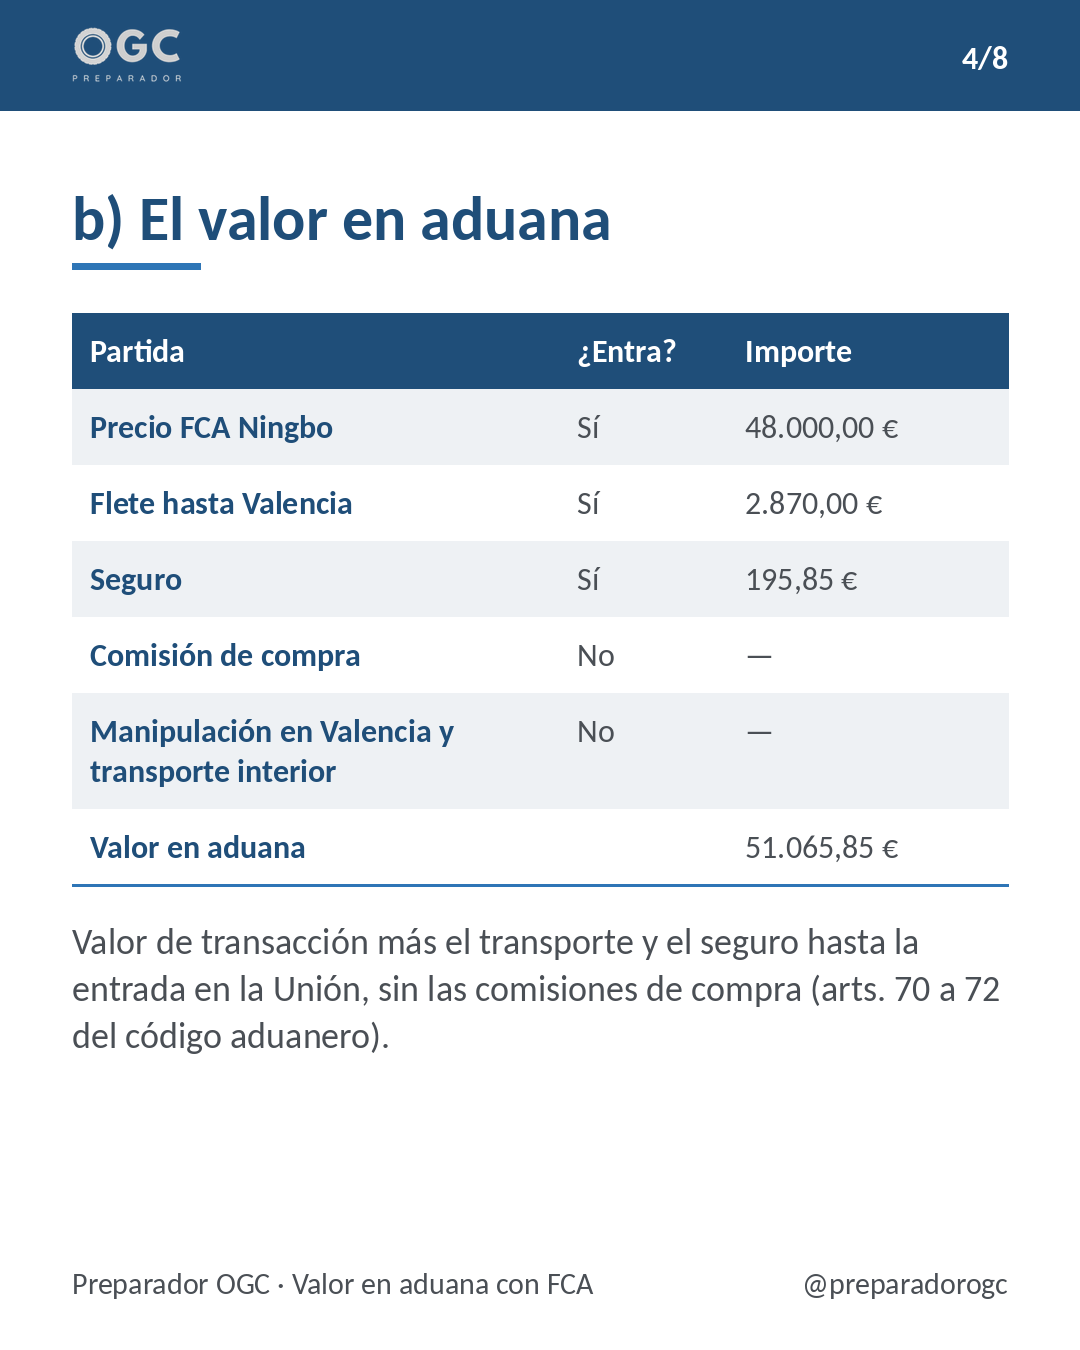 OGC
PREPARADOR
4/8
b) El valor en aduana
Partida ¿Entra? Importe
Precio FCA Ningbo Sí 48.000,00 €
Flete hasta Valencia Sí 2.870,00 €
Seguro Sí 195,85 €
Comisión de compra No —
Manipulación en Valencia y No —
transporte interior
Valor en aduana 51.065,85 €
Valor de transacción más el transporte y el seguro hasta la
entrada en la Unión, sin las comisiones de compra (arts. 70 a 72
del código aduanero).
Preparador OGC · Valor en aduana con FCA @preparadorogc